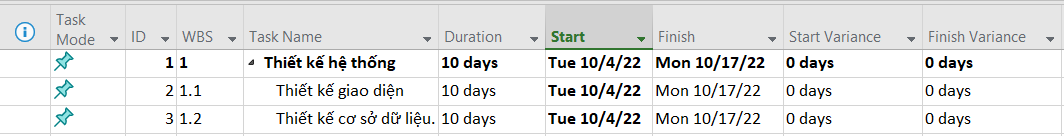 Task Mode ID WBS Task Name Duration Start Finish Start Variance Finish Variance
1 1 Thiết kế hệ thống 10 days Tue 10/4/22 Mon 10/17/22 0 days 0 days
2 1.1 Thiết kế giao diện 10 days Tue 10/4/22 Mon 10/17/22 0 days 0 days
3 1.2 Thiết kế cơ sở dữ liệu. 10 days Tue 10/4/22 Mon 10/17/22 0 days 0 days